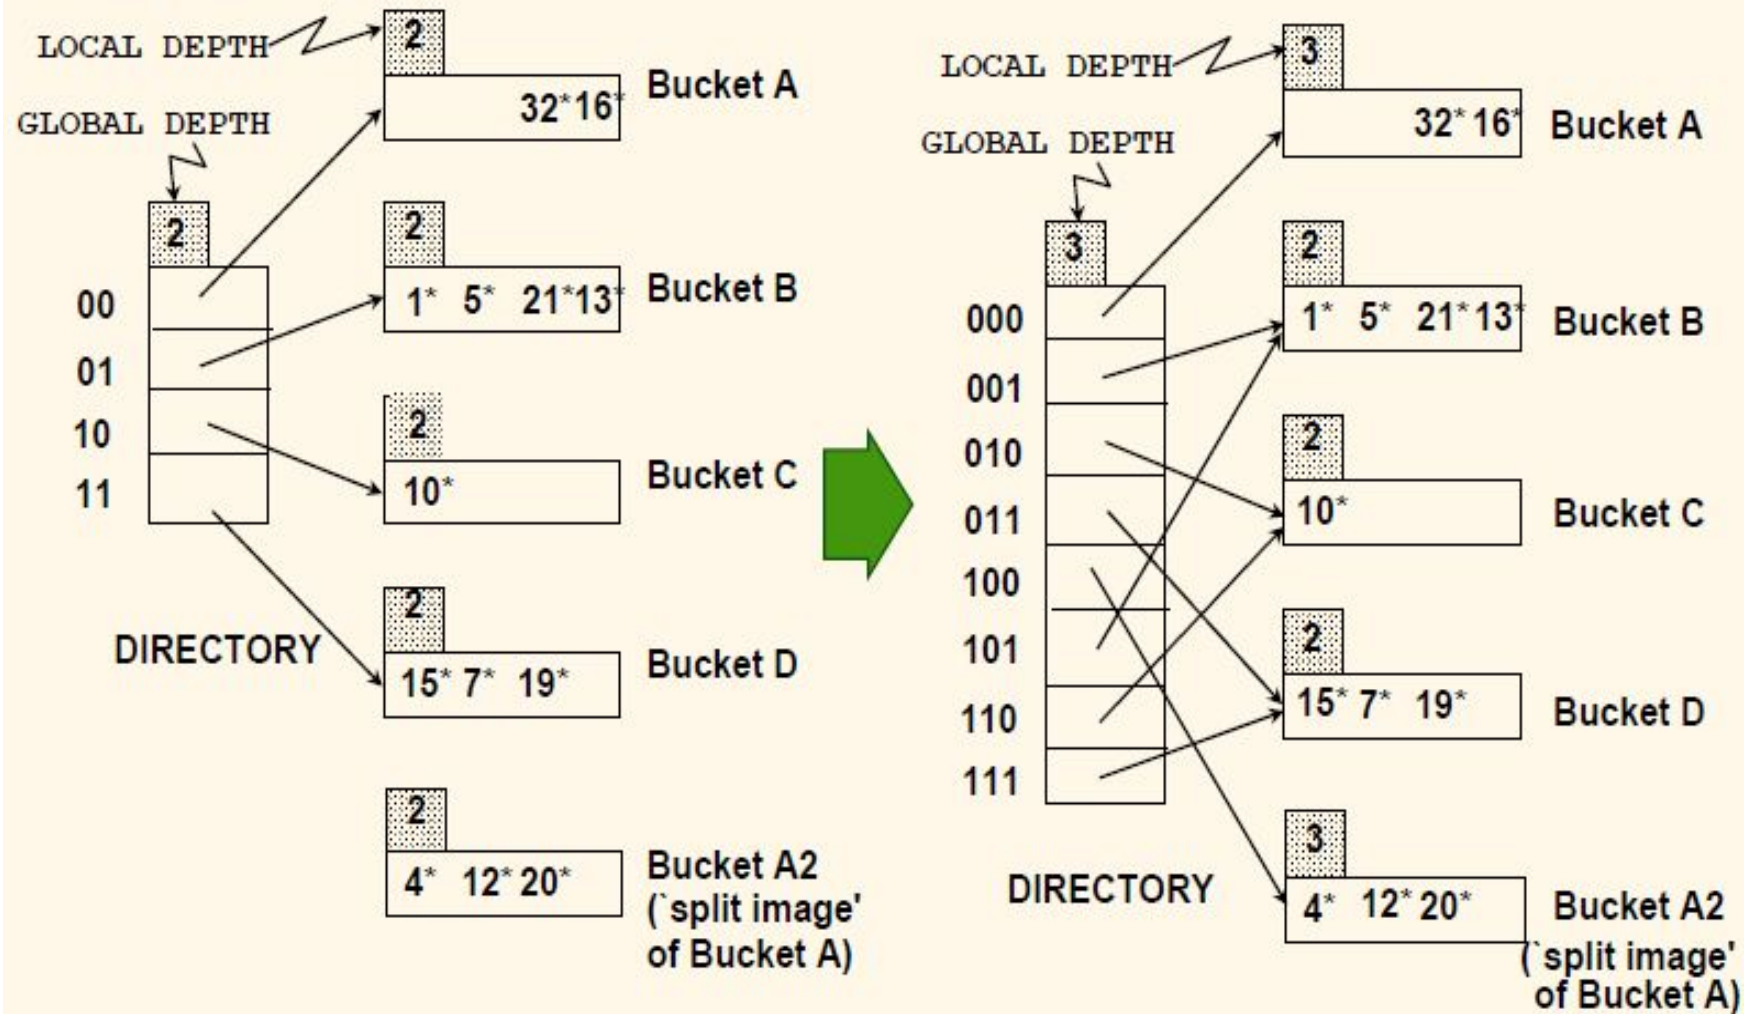 LOCAL DEPTH
2
32* 16*
Bucket A
GLOBAL DEPTH
2
00
01
10
11
2
1* 5* 21* 13*
Bucket B
2
10*
Bucket C
DIRECTORY
2
15* 7* 19*
Bucket D
2
4* 12* 20*
Bucket A2
(`split image'
of Bucket A)
LOCAL DEPTH
3
32* 16*
Bucket A
GLOBAL DEPTH
3
000
001
010
011
100
101
110
111
2
1* 5* 21* 13*
Bucket B
2
10*
Bucket C
2
15* 7* 19*
Bucket D
DIRECTORY
3
4* 12* 20*
Bucket A2
(`split image'
of Bucket A)